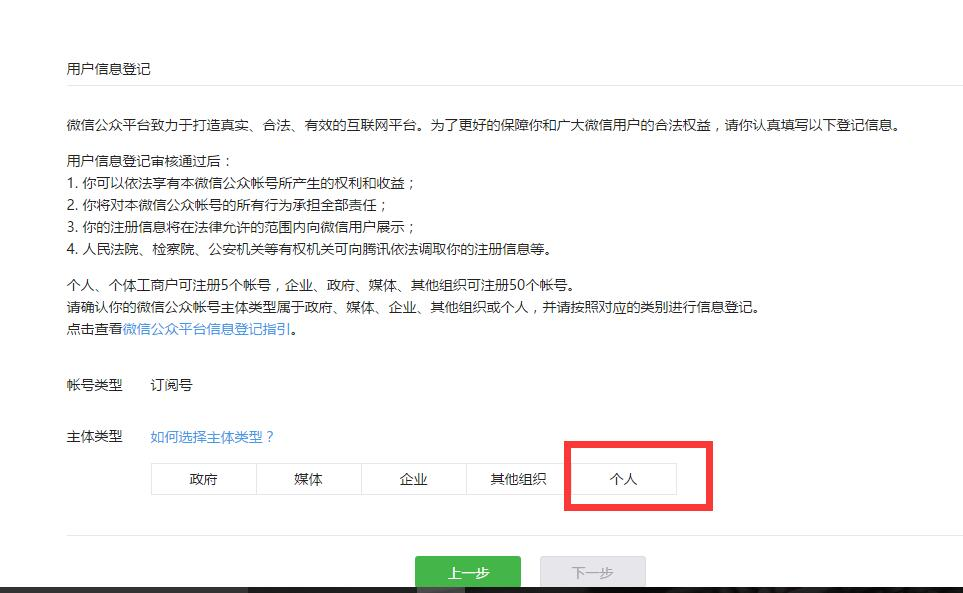 用户信息登记
微信公众平台致力于打造真实、合法、有效的互联网平台。为了更好的保障你和广大微信用户的合法权益，请你认真填写以下登记信息。
用户信息登记审核通过后：
1. 你可以依法享有本微信公众帐号所产生的权利和收益；
2. 你将对本微信公众帐号的所有行为承担全部责任；
3. 你的注册信息将在法律允许的范围内向微信用户展示；
4. 人民法院、检察院、公安机关等有权机关可向腾讯依法调取你的注册信息等。
个人、个体工商户可注册5个帐号，企业、政府、媒体、其他组织可注册50个帐号。
请确认你的微信公众帐号主体类型属于政府、媒体、企业、其他组织或个人，并请按照对应的类别进行信息登记。
点击查看微信公众平台信息登记指引。
帐号类型 订阅号
主体类型 如何选择主体类型？
政府 媒体 企业 其他组织 个人
上一步 下一步